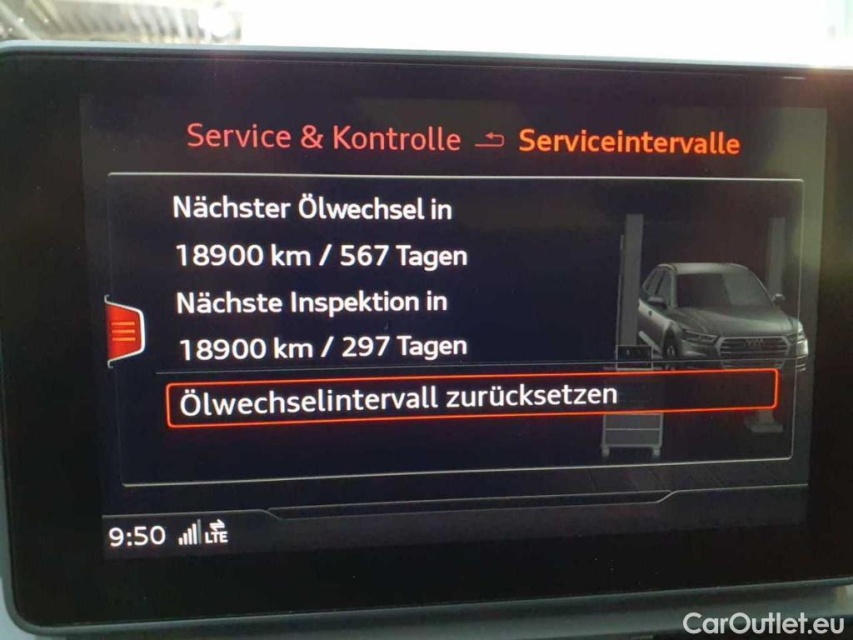 Service & Kontrolle Serviceintervalle
Nächster Ölwechsel in
18900 km / 567 Tagen
Nächste Inspektion in
18900 km / 297 Tagen
Ölwechselintervall zurücksetzen
9:50 LTE
CarOutlet.eu